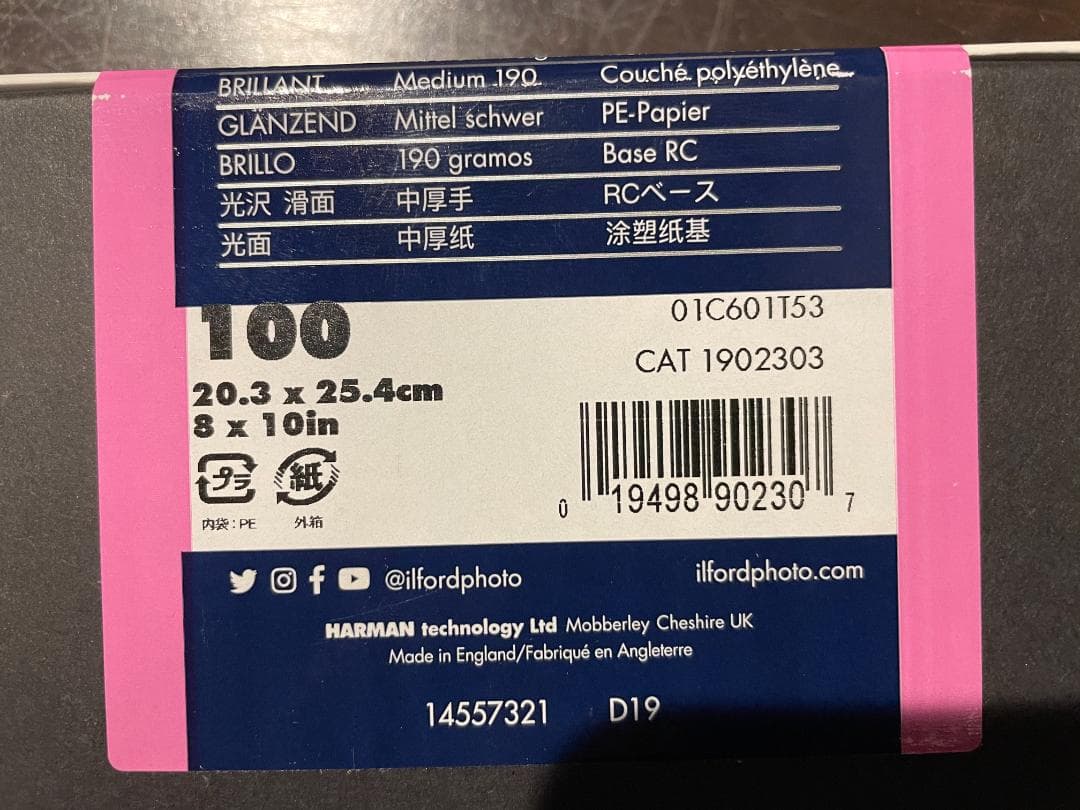 BRILLANT Medium 190 Couché polyéthylène
GLÄNZEND Mittel schwer PE-Papier
BRILLO 190 gramos Base RC
光沢 滑面 中厚手 RCベース
光面 中厚纸 涂塑纸基
100 01C601T53
CAT 1902303
20.3 x 25.4cm
8 x 10in
プラ 紙
内袋:PE 外箱
0 19498 90230 7
@ilfordphoto ilfordphoto.com
HARMAN technology Ltd Mobberley Cheshire UK
Made in England/Fabriqué en Angleterre
14557321 D19